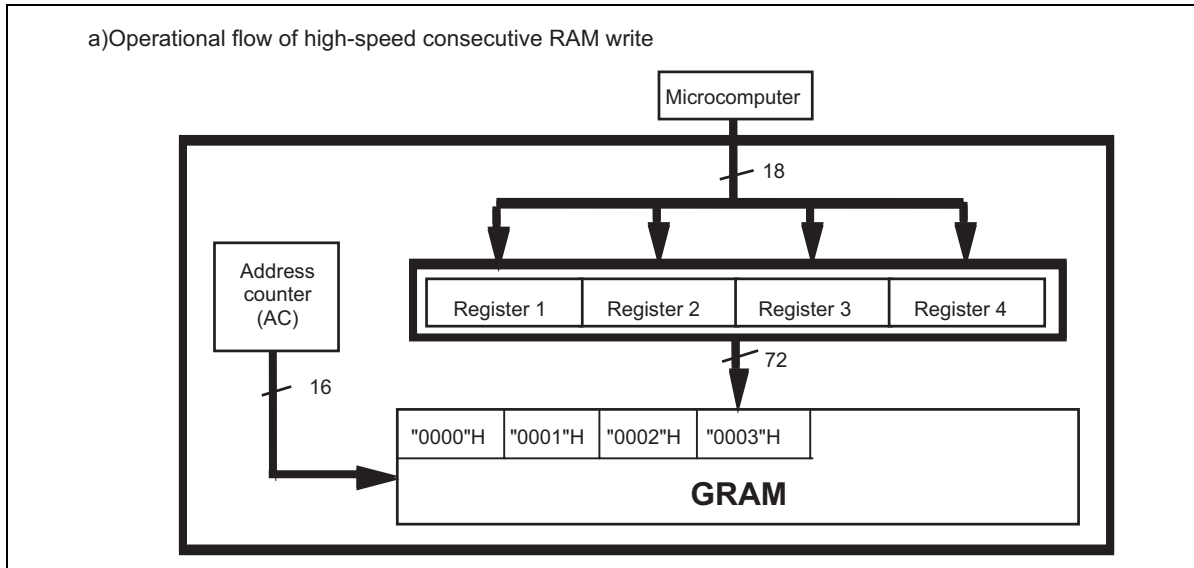 a)Operational flow of high-speed consecutive RAM write
Microcomputer
18
Address
counter
(AC)
Register 1 Register 2 Register 3 Register 4
72
16
"0000"H "0001"H "0002"H "0003"H
GRAM